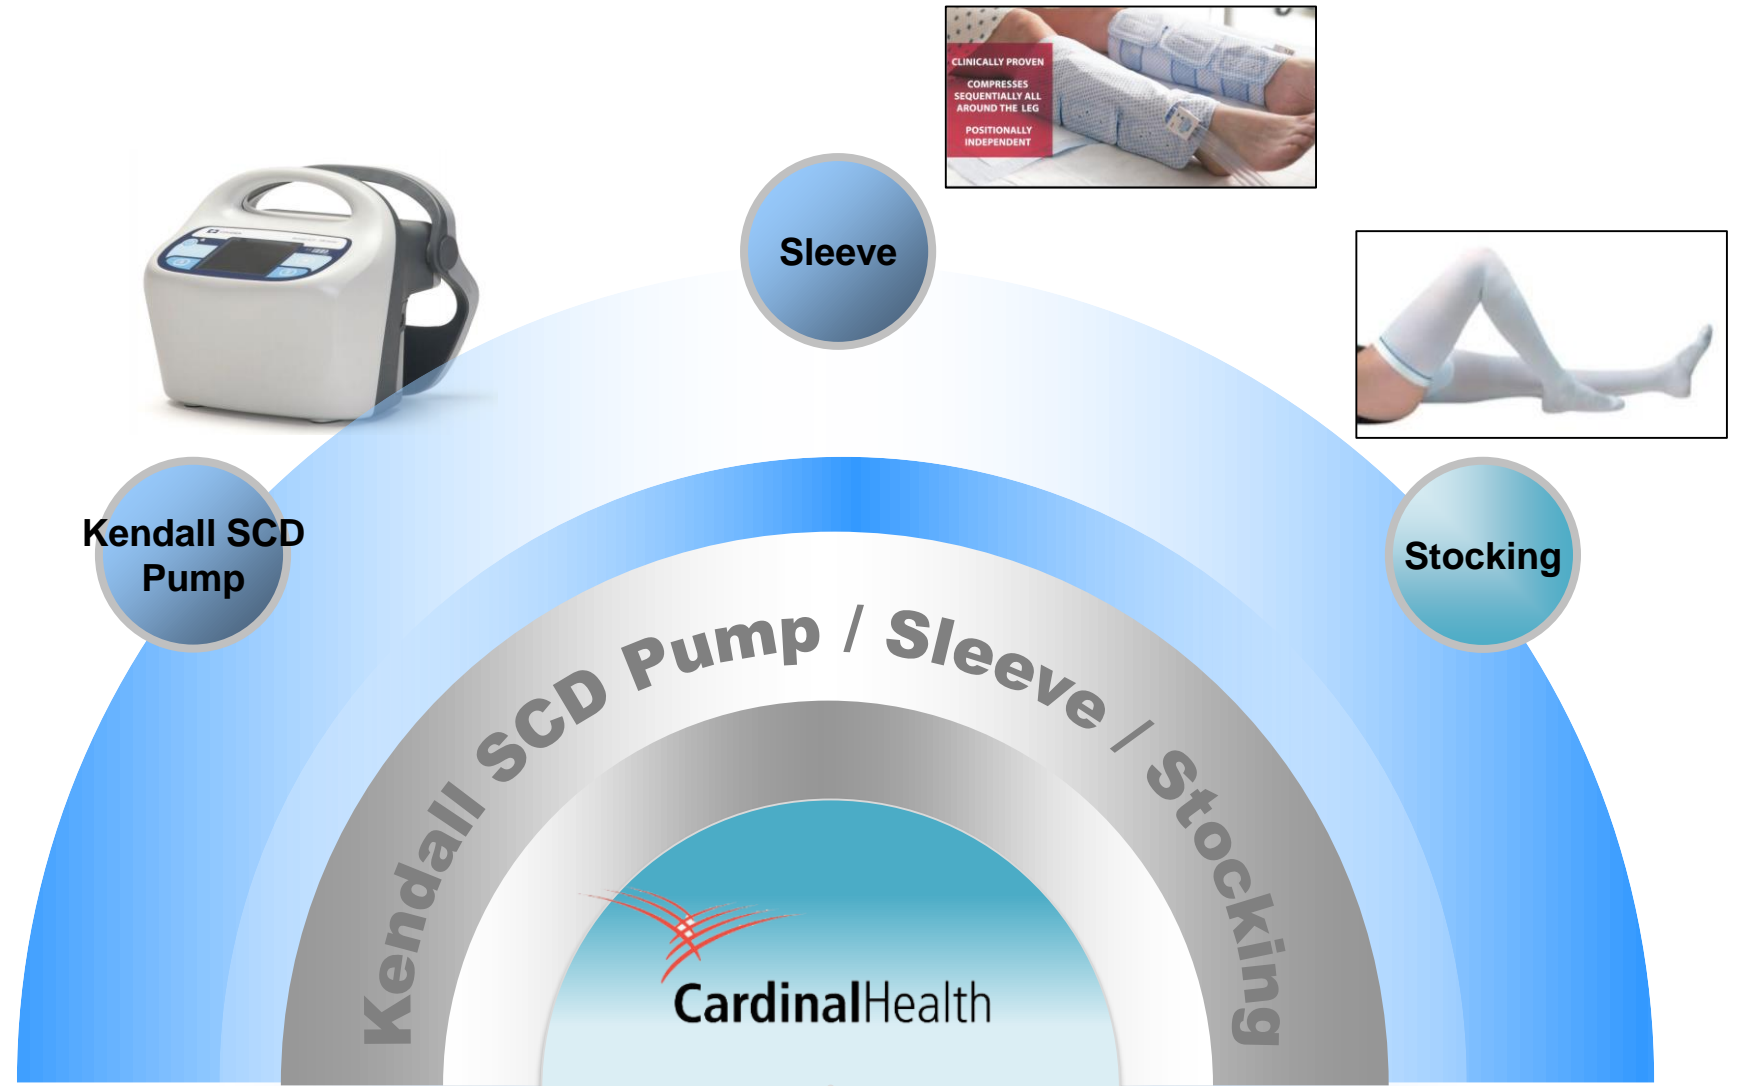 CLINICALLY PROVEN
COMPRESSES
SEQUENTIALLY ALL
AROUND THE LEG
POSITIONALLY
INDEPENDENT
Sleeve
Kendall SCD
Pump
Stocking
Kendall SCD Pump / Sleeve / Stocking
CardinalHealth